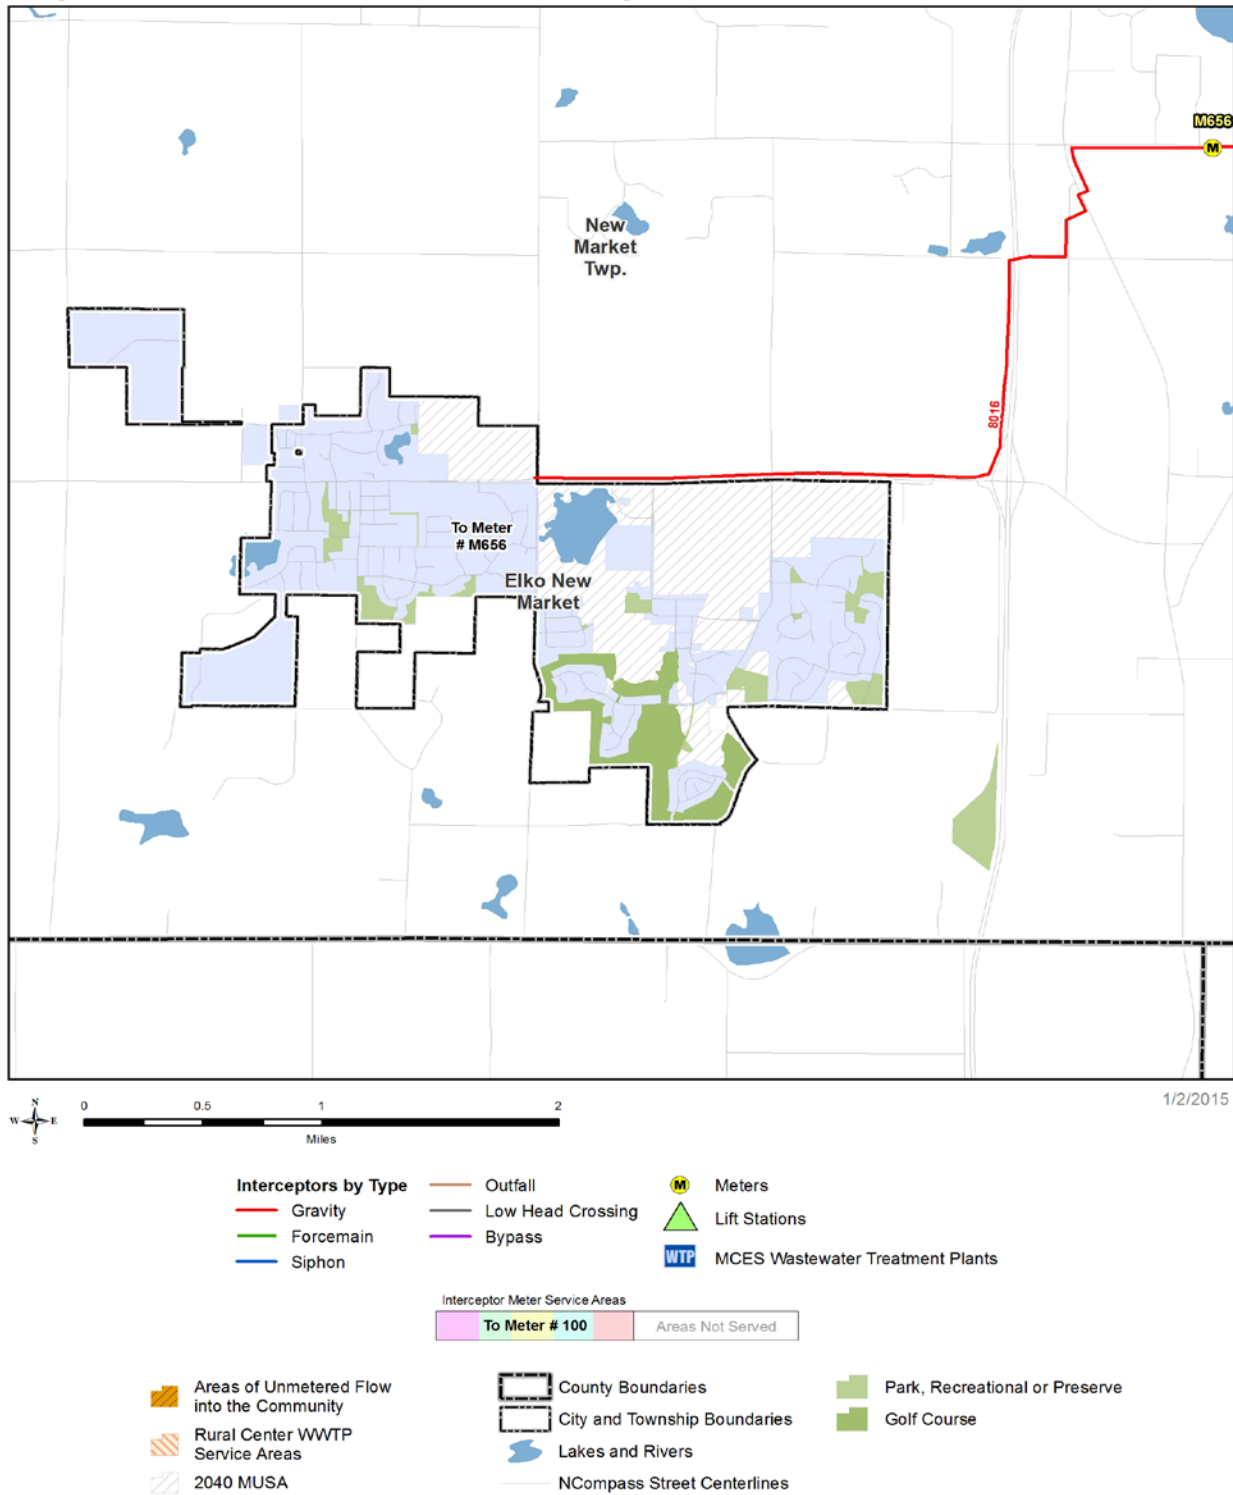 M656
M
New
Market
Twp.
8016
To Meter
# M656
Elko New
Market
1/2/2015
N
W E
S
0 0.5 1 2
Miles
Interceptors by Type
Gravity
Forcemain
Siphon
Outfall
Low Head Crossing
Bypass
M Meters
Lift Stations
WTP MCES Wastewater Treatment Plants
Interceptor Meter Service Areas
To Meter # 100 Areas Not Served
Areas of Unmetered Flow
into the Community
Rural Center WWTP
Service Areas
2040 MUSA
County Boundaries
City and Township Boundaries
Lakes and Rivers
NCompass Street Centerlines
Park, Recreational or Preserve
Golf Course